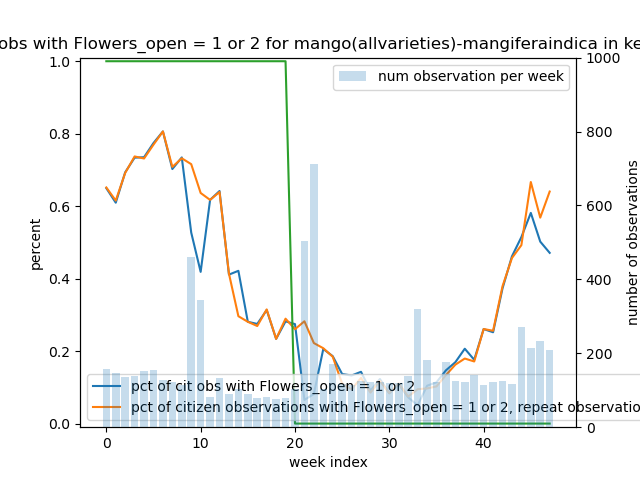 obs with Flowers_open = 1 or 2 for mango(allvarieties)-mangiferaindica in ke
num observation per week
1.0
0.8
0.6
0.4
0.2
0.0
percent
1000
800
600
400
200
0
number of observations
pct of cit obs with Flowers_open = 1 or 2
pct of citizen observations with Flowers_open = 1 or 2, repeat observatio
0 10 20 30 40
week index